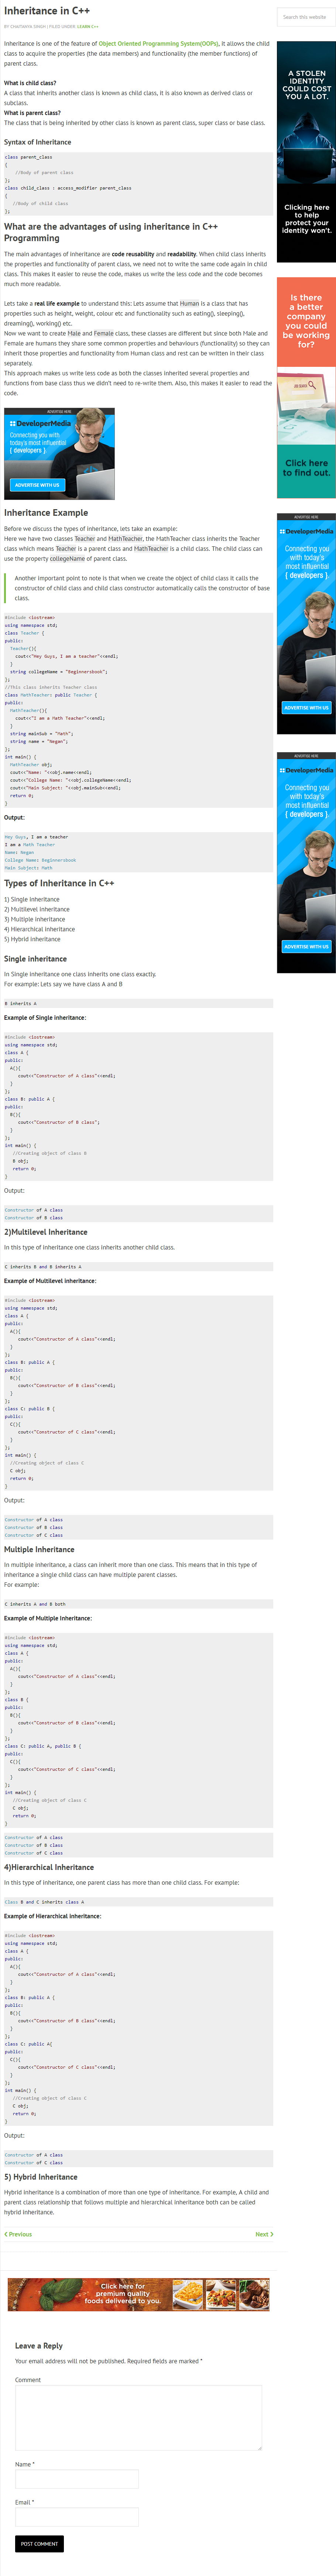 Inheritance in C++
BY CHAITANYA SINGH | FILED UNDER: LEARN C++
Inheritance is one of the feature of Object Oriented Programming System(OOPs), it allows the child
class to acquire the properties (the data members) and functionality (the member functions) of
parent class.
What is child class?
A class that inherits another class is known as child class, it is also known as derived class or
subclass.
What is parent class?
The class that is being inherited by other class is known as parent class, super class or base class.
Syntax of Inheritance
class parent_class
{
//Body of parent class
};
class child_class : access_modifier parent_class
{
//Body of child class
};
What are the advantages of using inheritance in C++
Programming
The main advantages of inheritance are code reusability and readability. When child class inherits
the properties and functionality of parent class, we need not to write the same code again in child
class. This makes it easier to reuse the code, makes us write the less code and the code becomes
much more readable.
Lets take a real life example to understand this: Lets assume that Human is a class that has
properties such as height, weight, colour etc and functionality such as eating(), sleeping(),
dreaming(), working() etc.
Now we want to create Male and Female class, these classes are different but since both Male and
Female are humans they share some common properties and behaviours (functionality) so they can
inherit those properties and functionality from Human class and rest can be written in their class
separately.
This approach makes us write less code as both the classes inherited several properties and
functions from base class thus we didn't need to re-write them. Also, this makes it easier to read the
code.
ADVERTISE HERE
DeveloperMedia
Connecting you with
today's most influential
{ developers }.
ADVERTISE WITH US
Inheritance Example
Before we discuss the types of inheritance, lets take an example:
Here we have two classes Teacher and MathTeacher, the MathTeacher class inherits the Teacher
class which means Teacher is a parent class and MathTeacher is a child class. The child class can
use the property collegeName of parent class.
Another important point to note is that when we create the object of child class it calls the
constructor of child class and child class constructor automatically calls the constructor of base
class.
#include <iostream>
using namespace std;
class Teacher {
public:
Teacher(){
cout<<"Hey Guys, I am a teacher"<<endl;
}
string collegeName = "Beginnersbook";
};
//This class inherits Teacher class
class MathTeacher: public Teacher {
public:
MathTeacher(){
cout<<"I am a Math Teacher"<<endl;
}
string mainSub = "Math";
string name = "Negan";
};
int main() {
MathTeacher obj;
cout<<"Name: "<<obj.name<<endl;
cout<<"College Name: "<<obj.collegeName<<endl;
cout<<"Main Subject: "<<obj.mainSub<<endl;
return 0;
}
Output:
Hey Guys, I am a teacher
I am a Math Teacher
Name: Negan
College Name: Beginnersbook
Main Subject: Math
Types of Inheritance in C++
1) Single inheritance
2) Multilevel inheritance
3) Multiple inheritance
4) Hierarchical inheritance
5) Hybrid inheritance
Single inheritance
In Single inheritance one class inherits one class exactly.
For example: Lets say we have class A and B
B inherits A
Example of Single inheritance:
#include <iostream>
using namespace std;
class A {
public:
A(){
cout<<"Constructor of A class"<<endl;
}
};
class B: public A {
public:
B(){
cout<<"Constructor of B class";
}
};
int main() {
//Creating object of class B
B obj;
return 0;
}
Output:
Constructor of A class
Constructor of B class
2)Multilevel Inheritance
In this type of inheritance one class inherits another child class.
C inherits B and B inherits A
Example of Multilevel inheritance:
#include <iostream>
using namespace std;
class A {
public:
A(){
cout<<"Constructor of A class"<<endl;
}
};
class B: public A {
public:
B(){
cout<<"Constructor of B class"<<endl;
}
};
class C: public B {
public:
C(){
cout<<"Constructor of C class"<<endl;
}
};
int main() {
//Creating object of class C
C obj;
return 0;
}
Output:
Constructor of A class
Constructor of B class
Constructor of C class
Multiple Inheritance
In multiple inheritance, a class can inherit more than one class. This means that in this type of
inheritance a single child class can have multiple parent classes.
For example:
C inherits A and B both
Example of Multiple Inheritance:
#include <iostream>
using namespace std;
class A {
public:
A(){
cout<<"Constructor of A class"<<endl;
}
};
class B {
public:
B(){
cout<<"Constructor of B class"<<endl;
}
};
class C: public A, public B {
public:
C(){
cout<<"Constructor of C class"<<endl;
}
};
int main() {
//Creating object of class C
C obj;
return 0;
}
Constructor of A class
Constructor of B class
Constructor of C class
4)Hierarchical Inheritance
In this type of inheritance, one parent class has more than one child class. For example:
Class B and C inherits class A
Example of Hierarchical inheritance:
#include <iostream>
using namespace std;
class A {
public:
A(){
cout<<"Constructor of A class"<<endl;
}
};
class B: public A {
public:
B(){
cout<<"Constructor of B class"<<endl;
}
};
class C: public A{
public:
C(){
cout<<"Constructor of C class"<<endl;
}
};
int main() {
//Creating object of class C
C obj;
return 0;
}
Output:
Constructor of A class
Constructor of C class
5) Hybrid Inheritance
Hybrid inheritance is a combination of more than one type of inheritance. For example, A child and
parent class relationship that follows multiple and hierarchical inheritance both can be called
hybrid inheritance.
Previous
Next
Click here for
premium quality
foods delivered to you.
Leave a Reply
Your email address will not be published. Required fields are marked *
Comment
Name *
Email *
POST COMMENT
Search this website
A STOLEN
IDENTITY
COULD COST
YOU A LOT.
Clicking here
to help
protect your
identity won't.
Is there
a better
company
you could
be working
for?
JOB SEARCH
Click here
to find out.
ADVERTISE HERE
DeveloperMedia
Connecting you
with today's
most influential
{ developers }.
ADVERTISE WITH US
ADVERTISE HERE
DeveloperMedia
Connecting you
with today's
most influential
{ developers }.
ADVERTISE WITH US